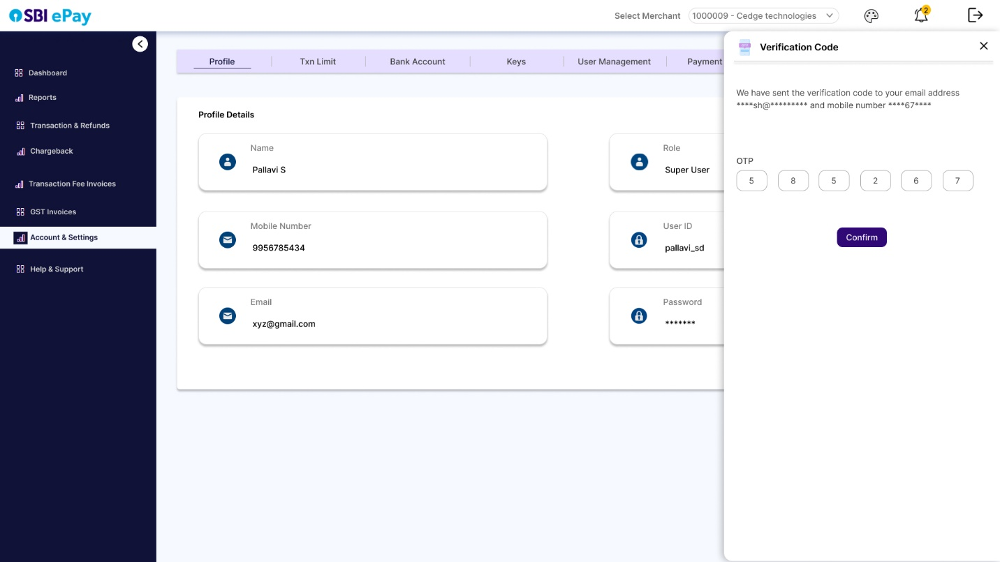 SBI ePay
Select Merchant
1000009 - Cedge technologies
2
Dashboard
Reports
Transaction & Refunds
Chargeback
Transaction Fee Invoices
GST Invoices
Account & Settings
Help & Support
Profile
Txn Limit
Bank Account
Keys
User Management
Payment
Profile Details
Name
Pallavi S
Role
Super User
Mobile Number
9956785434
User ID
pallavi_sd
Email
xyz@gmail.com
Password
*******
OTP
Verification Code
We have sent the verification code to your email address
****sh@********* and mobile number ****67****
OTP
5 8 5 2 6 7
Confirm